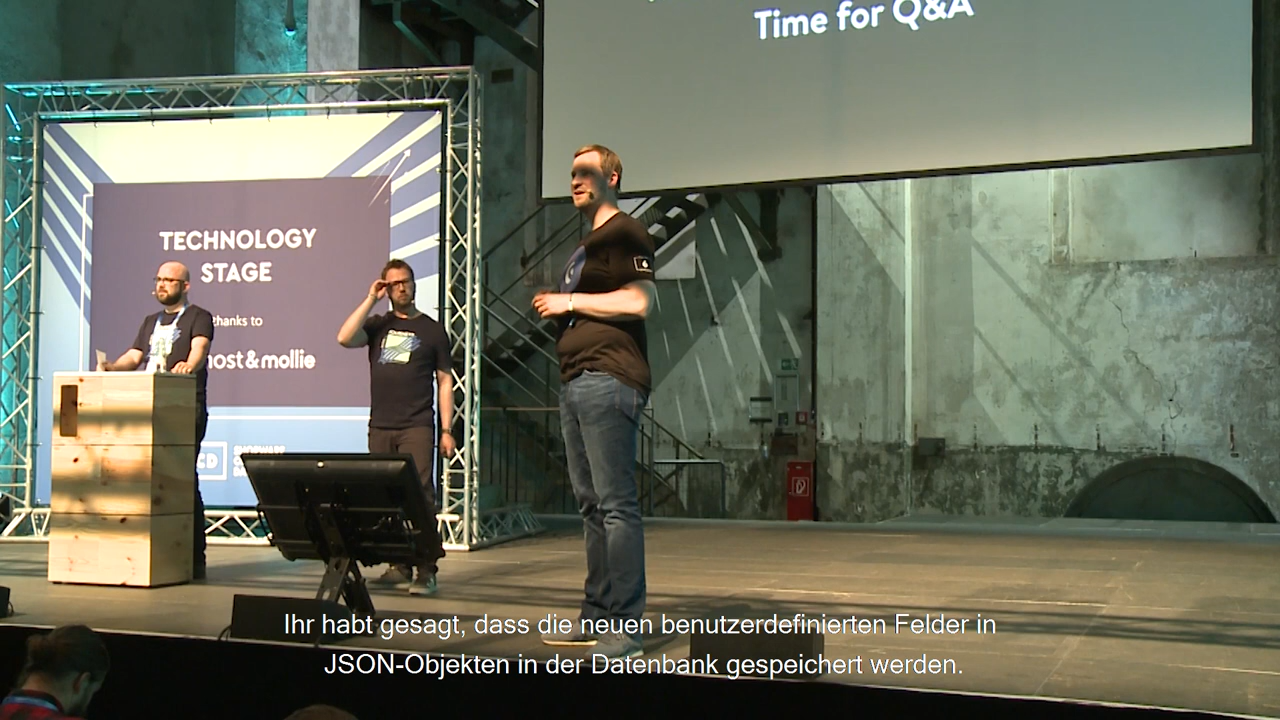 Time for Q&A
TECHNOLOGY
STAGE
thanks to
host & mollie
Ihr habt gesagt, dass die neuen benutzerdefinierten Felder in
JSON-Objekten in der Datenbank gespeichert werden.